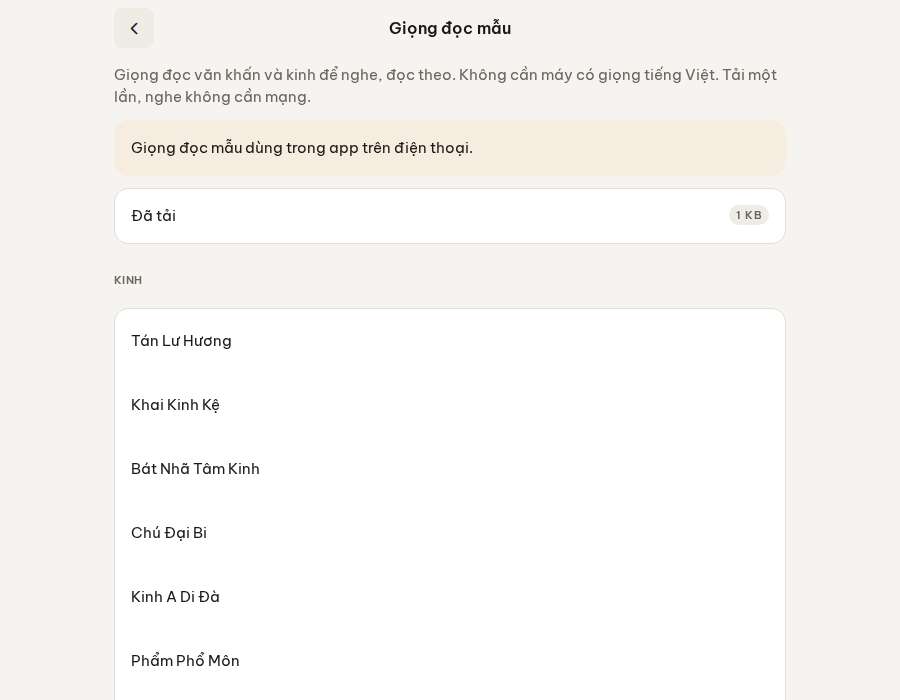 Giọng đọc mẫu
Giọng đọc văn khấn và kinh để nghe, đọc theo. Không cần máy có giọng tiếng Việt. Tải một
lần, nghe không cần mạng.
Giọng đọc mẫu dùng trong app trên điện thoại.
Đã tải
1 KB
KINH
Tán Lư Hương
Khai Kinh Kệ
Bát Nhã Tâm Kinh
Chú Đại Bi
Kinh A Di Đà
Phẩm Phổ Môn